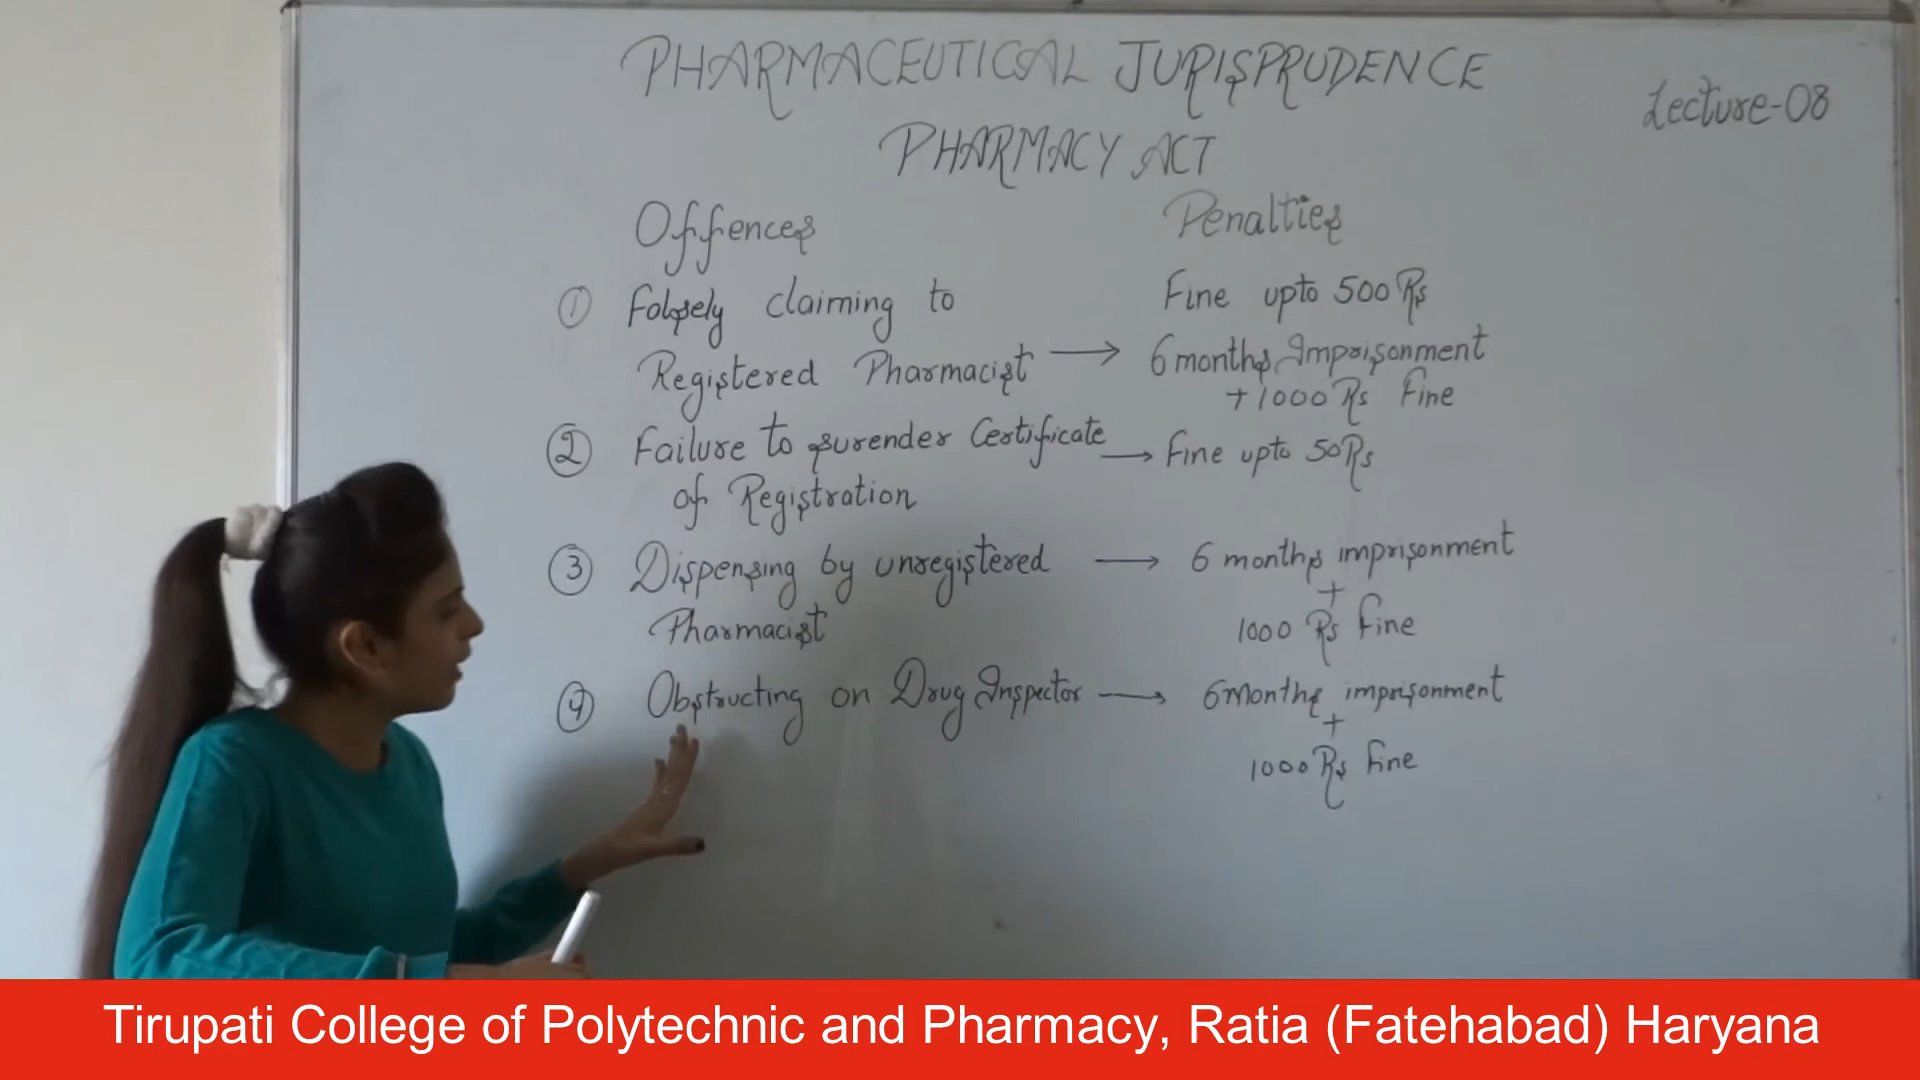 PHARMACEUTICAL JURISPRUDENCE
Lecture-08
PHARMACY ACT
Offences Penalties
① Falsely claiming to Fine upto 500 Rs
Registered Pharmacist → 6 months Imprisonment
+1000 Rs Fine
② Failure to surender Certificate → Fine upto 50 Rs
of Registration
③ Dispensing by unregistered → 6 months imprisonment
+
Pharmacist 1000 Rs Fine
④ Obstructing on Drug Inspector → 6 months imprisonment
+
1000 Rs Fine
Tirupati College of Polytechnic and Pharmacy, Ratia (Fatehabad) Haryana